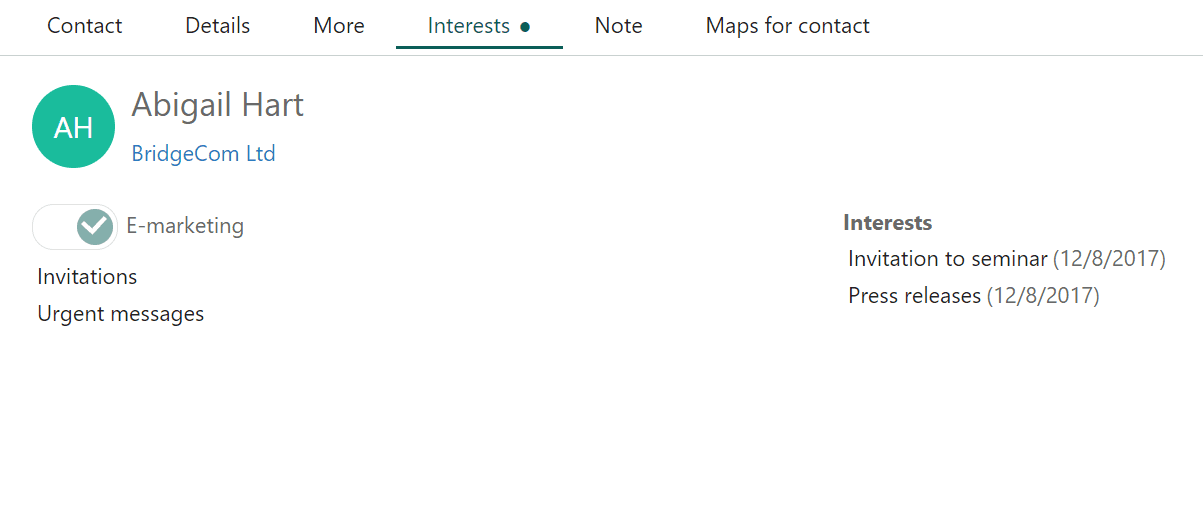 Contact Details More Interests Note Maps for contact
AH
Abigail Hart
BridgeCom Ltd
E-marketing
Invitations
Urgent messages
Interests
Invitation to seminar (12/8/2017)
Press releases (12/8/2017)